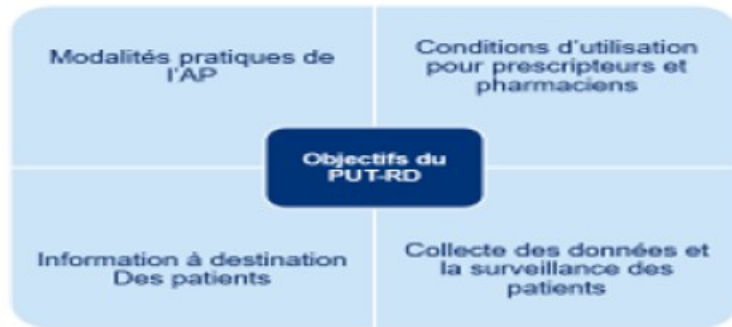 Modalités pratiques de
l'AP
Conditions d'utilisation
pour prescripteurs et
pharmaciens
Objectifs du
PUT-RD
Information à destination
Des patients
Collecte des données et
la surveillance des
patients